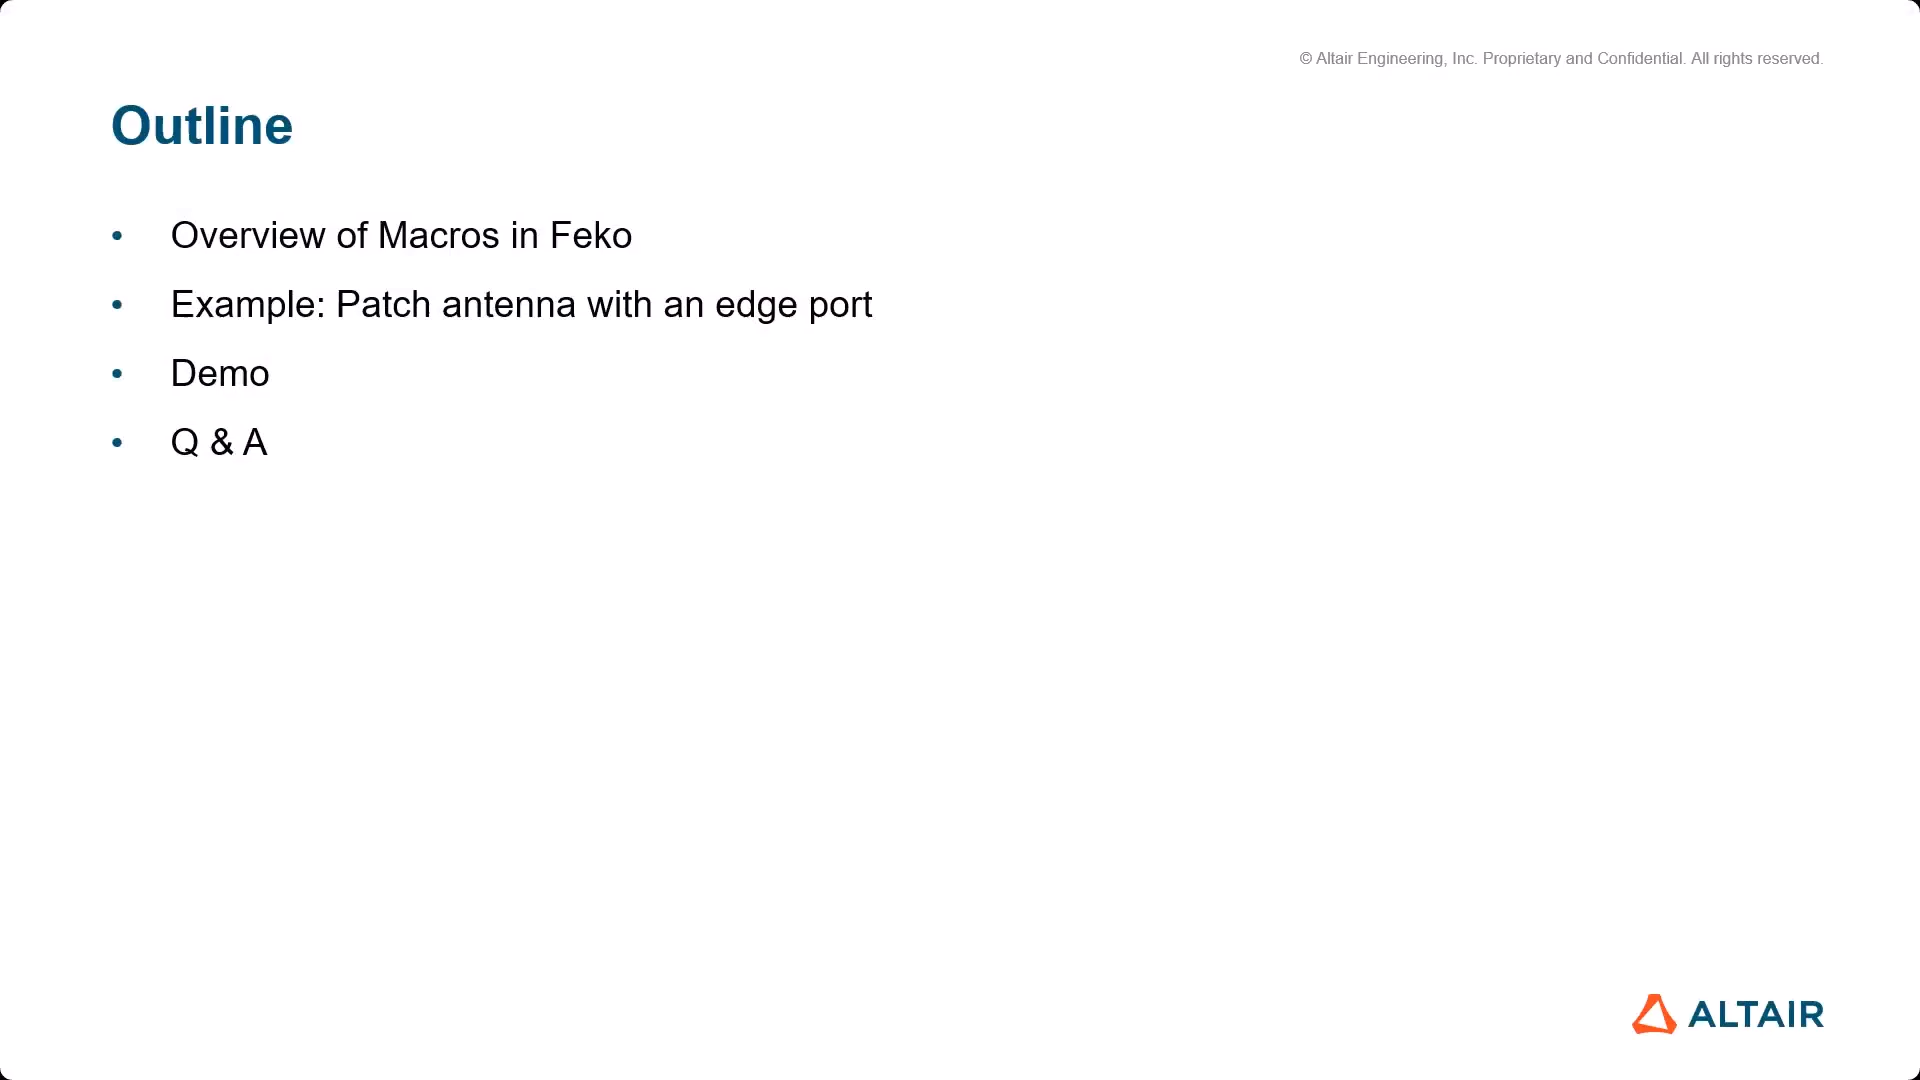 © Altair Engineering, Inc. Proprietary and Confidential. All rights reserved.
Outline
• Overview of Macros in Feko
• Example: Patch antenna with an edge port
• Demo
• Q & A
ALTAIR